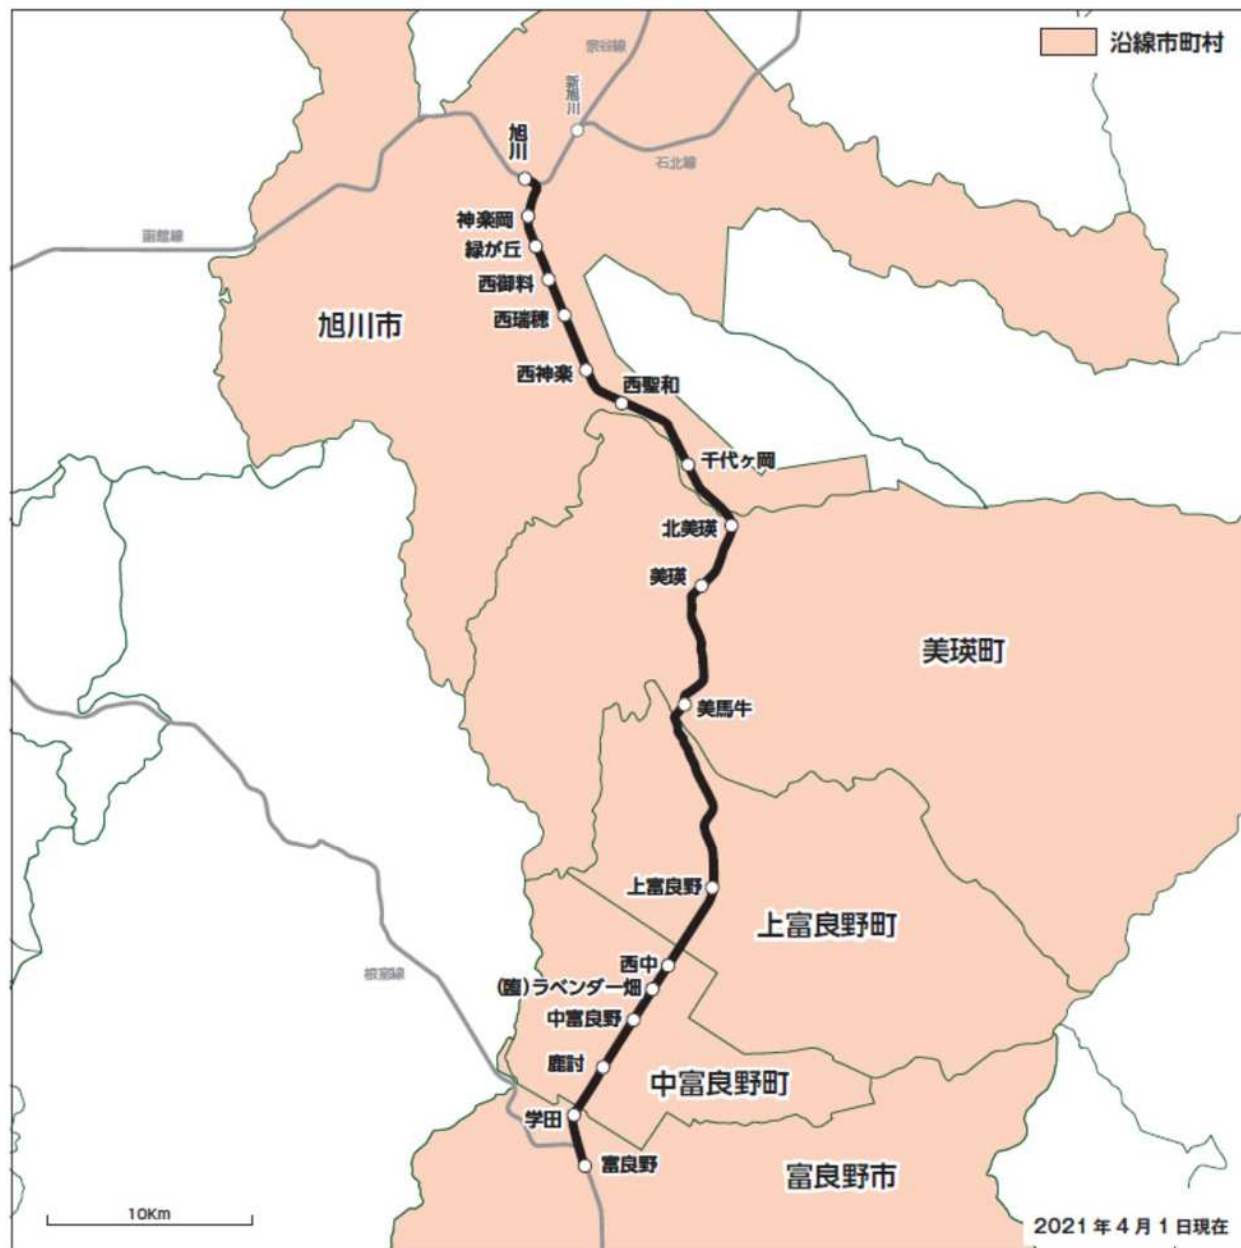 沿線市町村
宗谷線
新旭川
旭川
石北線
神楽岡
函館線
緑が丘
西御料
西瑞穂
旭川市
西神楽
西聖和
千代ヶ岡
北美瑛
美瑛
美瑛町
美馬牛
上富良野
上富良野町
西中
根室線
(臨)ラベンダー畑
中富良野
鹿討
中富良野町
学田
富良野
富良野市
10Km
2021年4月1日現在